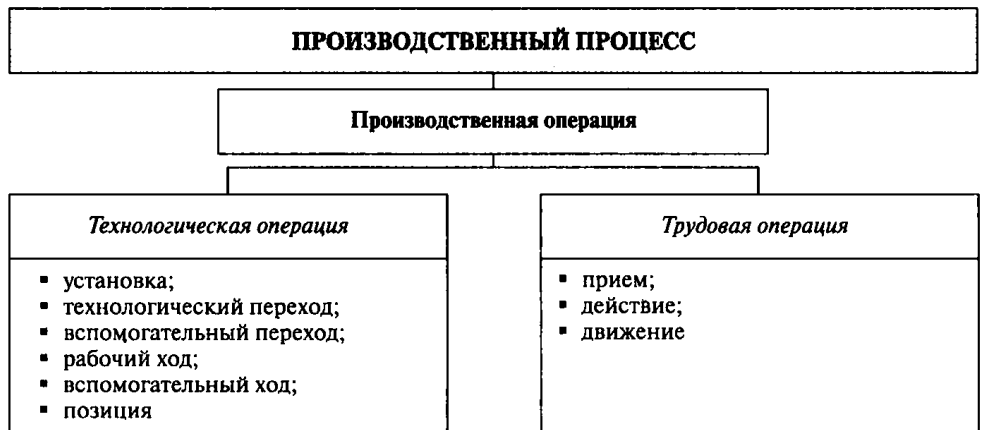 ПРОИЗВОДСТВЕННЫЙ ПРОЦЕСС
Производственная операция
Технологическая операция
▪ установка;
▪ технологический переход;
▪ вспомогательный переход;
▪ рабочий ход;
▪ вспомогательный ход;
▪ позиция
Трудовая операция
▪ прием;
▪ действие;
▪ движение